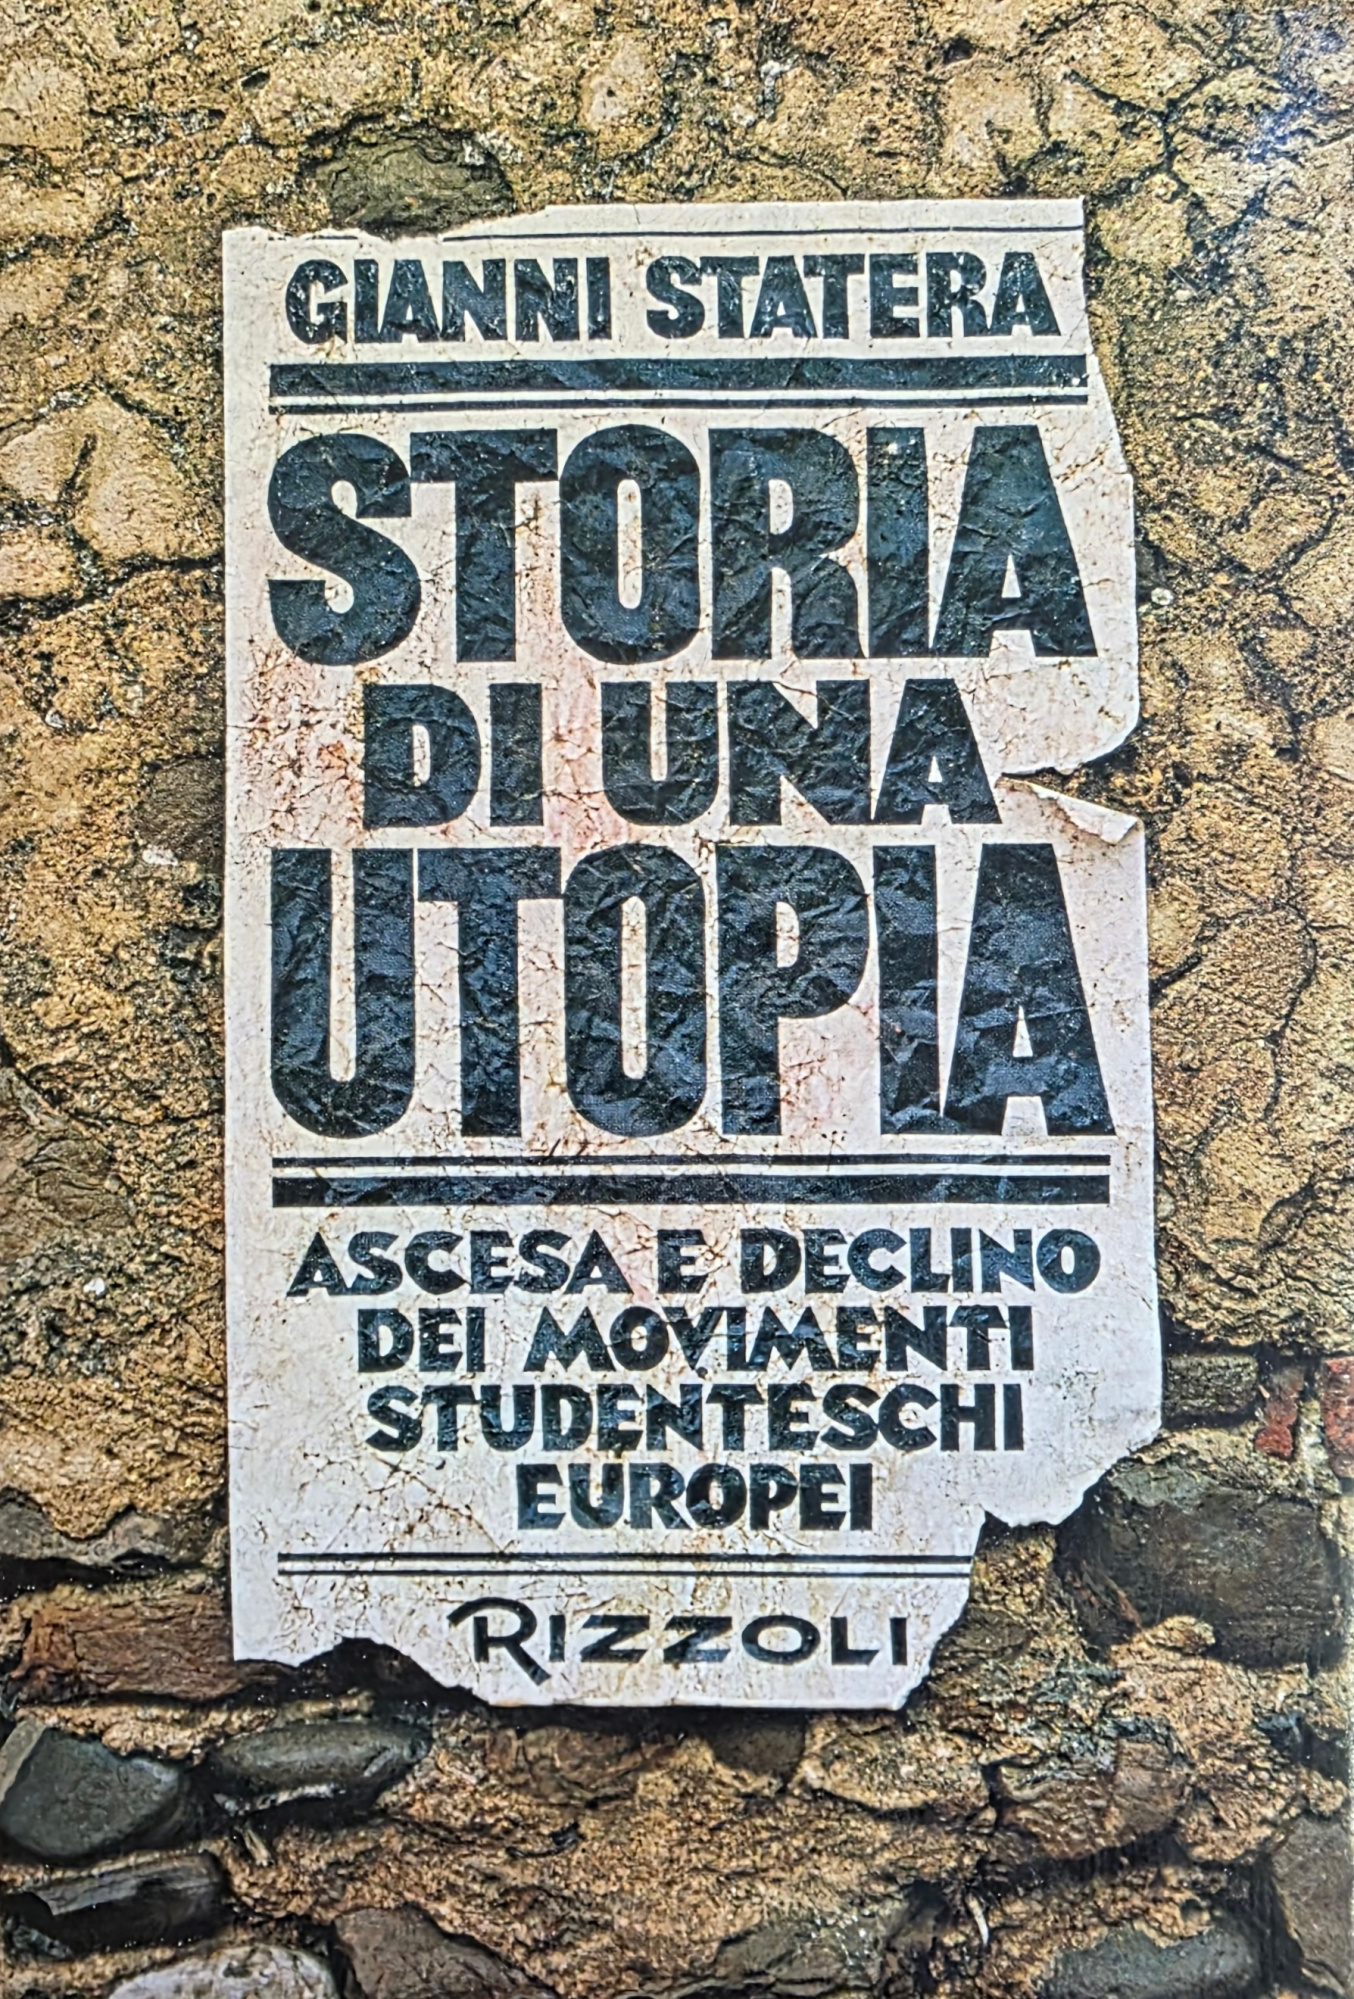 GIANNI STATERA
STORIA
DI UNA
UTOPIA
ASCESA E DECLINO
DEI MOVIMENTI
STUDENTESCHI
EUROPEI
RIZZOLI